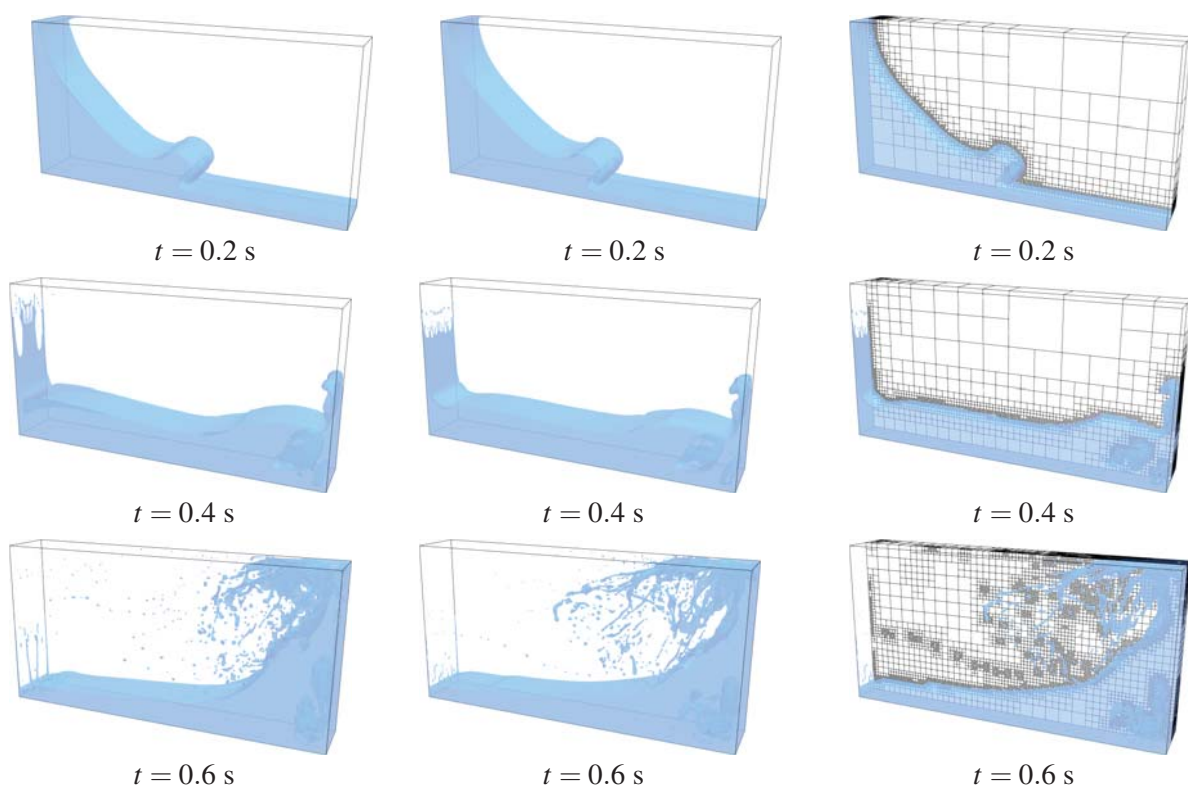 t = 0.2 s
t = 0.2 s
t = 0.2 s
t = 0.4 s
t = 0.4 s
t = 0.4 s
t = 0.6 s
t = 0.6 s
t = 0.6 s